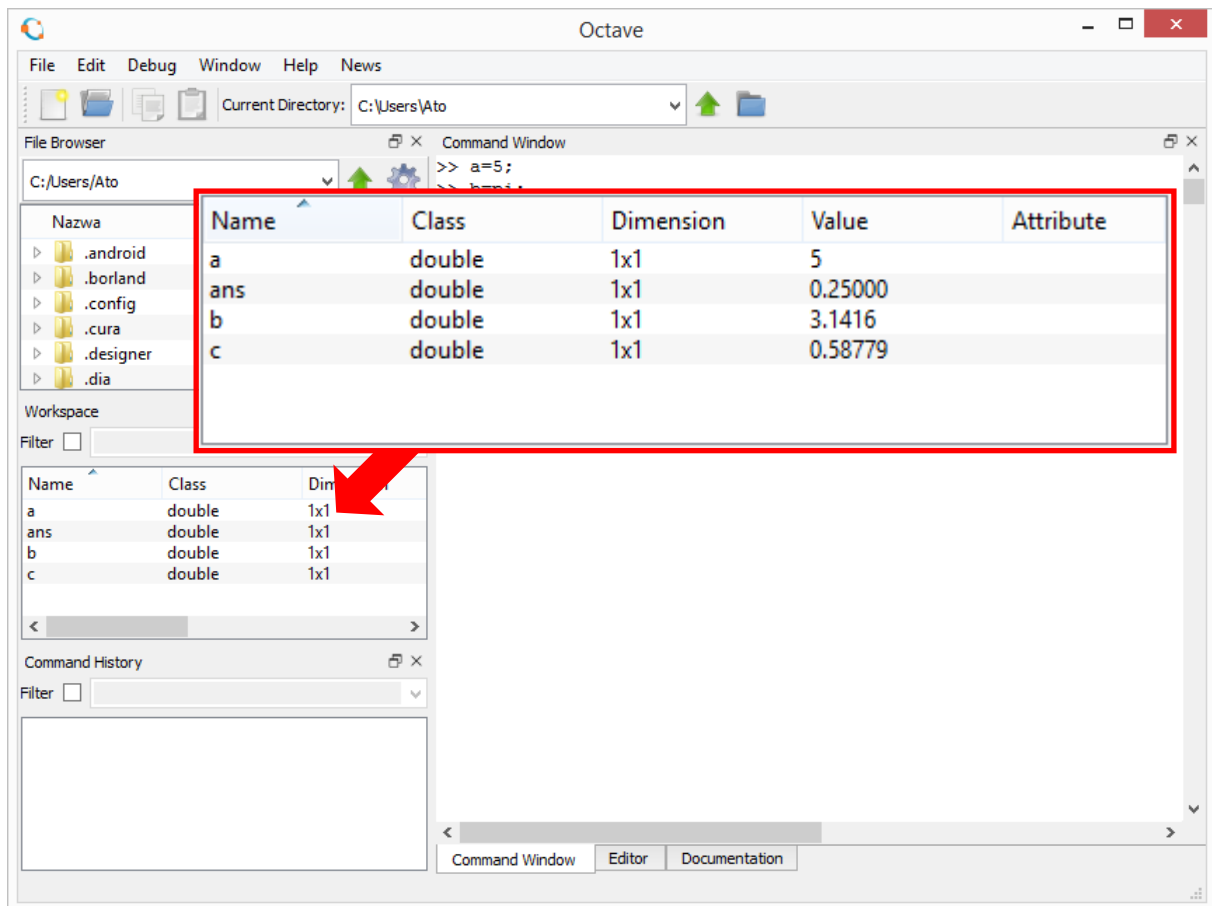 Octave
File Edit Debug Window Help News
Current Directory: C:\Users\Ato
File Browser
C:/Users/Ato
Nazwa
.android
.borland
.config
.cura
.designer
.dia
Command Window
>> a=5;
>> b=pi;
Name Class Dimension Value Attribute
a double 1x1 5
ans double 1x1 0.25000
b double 1x1 3.1416
c double 1x1 0.58779
Workspace
Filter
Name Class
a double 1x1
ans double 1x1
b double 1x1
c double 1x1
Command History
Filter
Command Window Editor Documentation